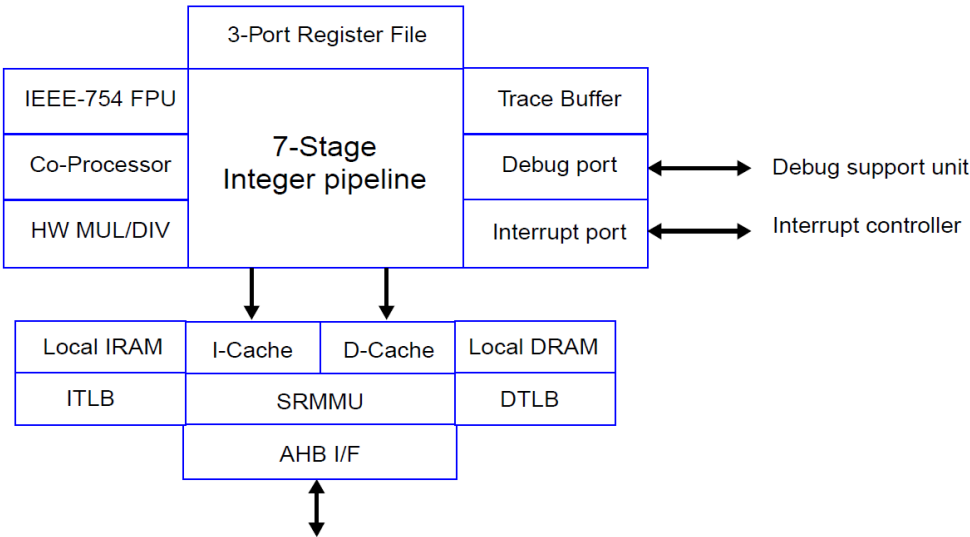 3-Port Register File
IEEE-754 FPU
Trace Buffer
7-Stage
Integer pipeline
Co-Processor
Debug port
Debug support unit
HW MUL/DIV
Interrupt port
Interrupt controller
Local IRAM
I-Cache
D-Cache
Local DRAM
ITLB
SRMMU
DTLB
AHB I/F